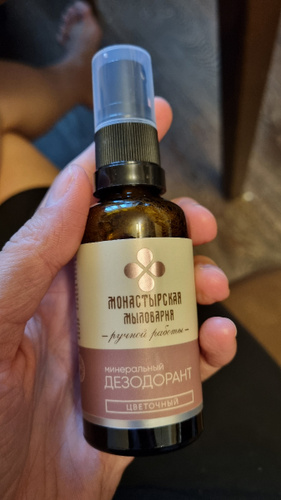 МОНАСТЫРСКАЯ
МЫЛОВАРНЯ
ручной работы
минеральный
ДЕЗОДОРАНТ
ЦВЕТОЧНЫЙ